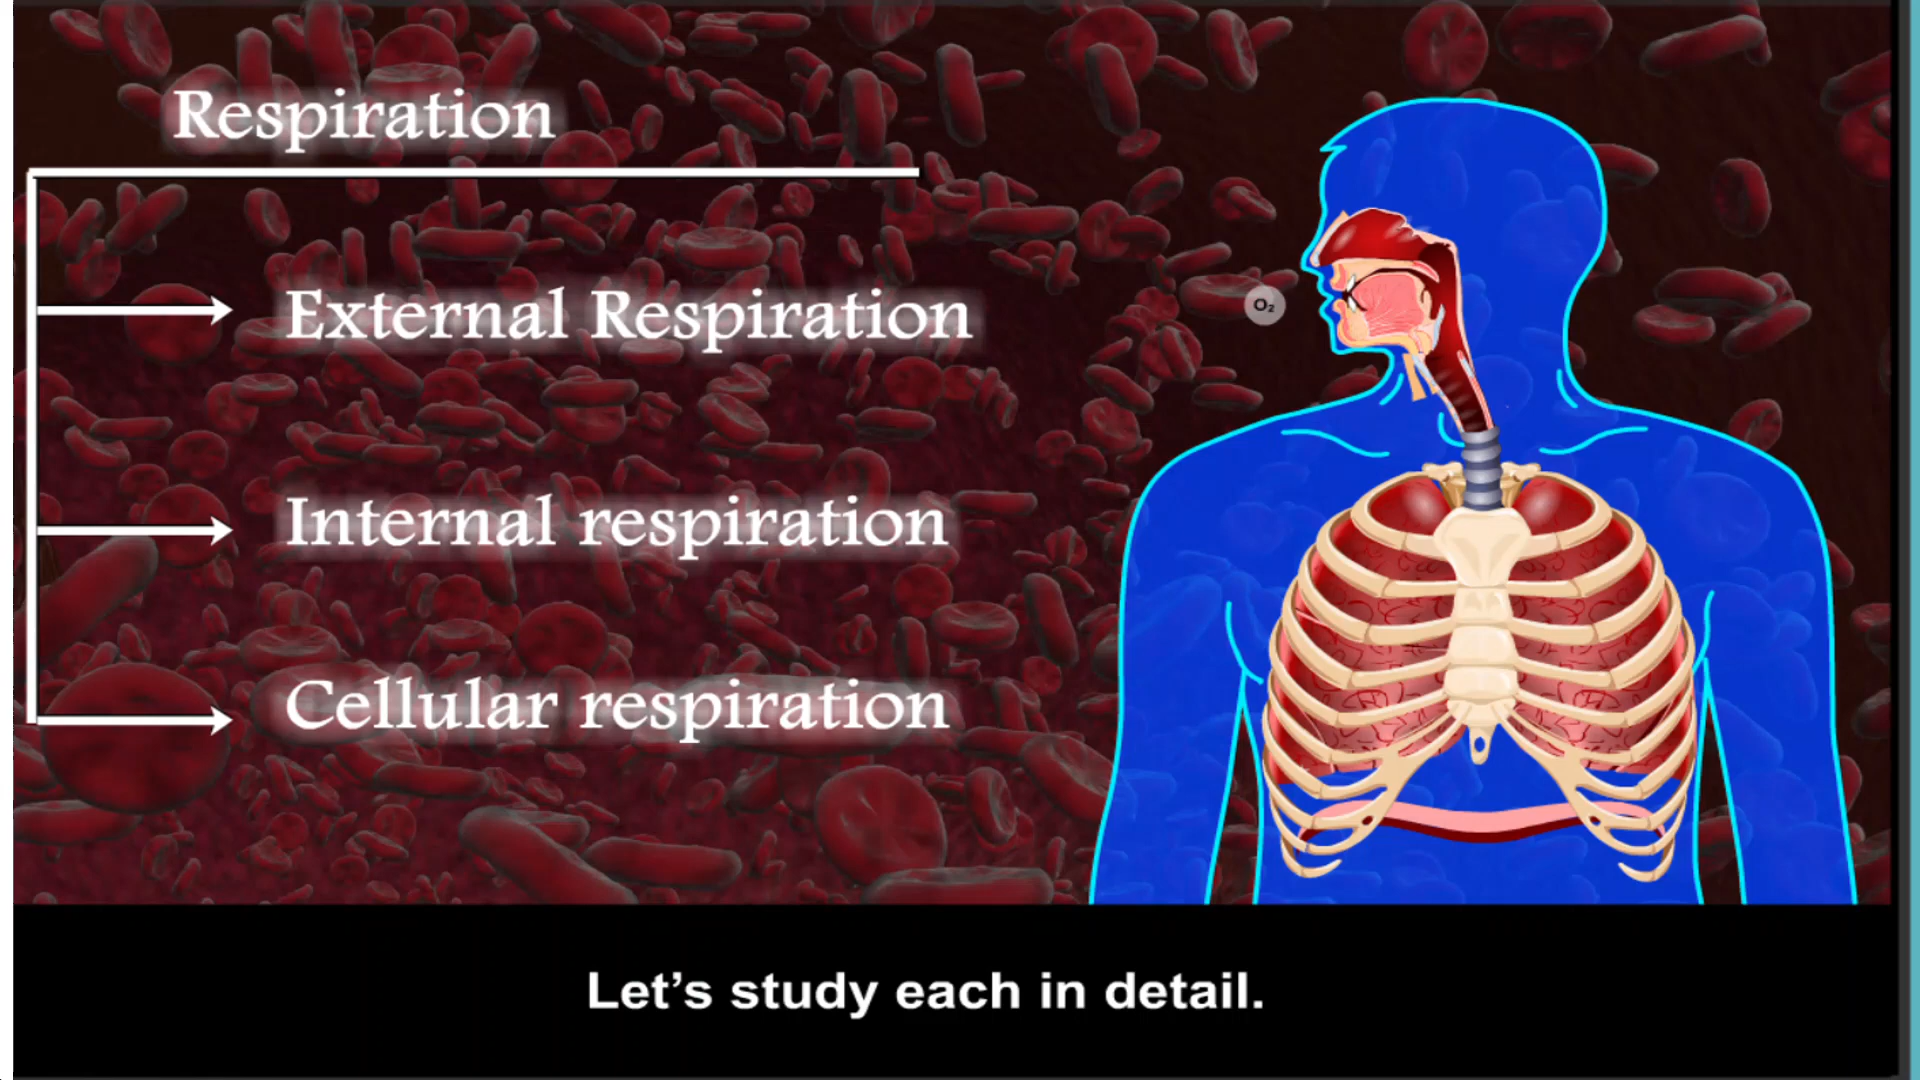 Respiration
External Respiration
O₂
Internal respiration
Cellular respiration
Let's study each in detail.